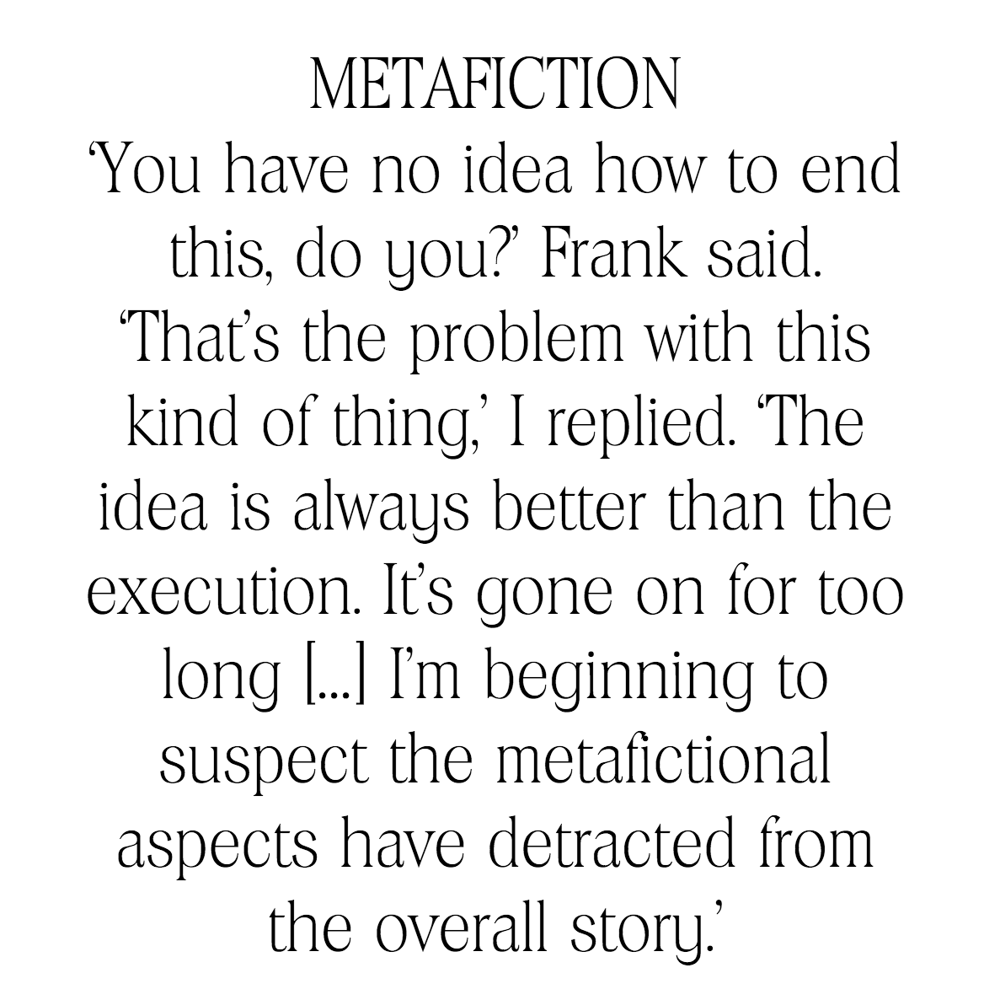 METAFICTION
‘You have no idea how to end
this, do you?’ Frank said.
‘That’s the problem with this
kind of thing,’ I replied. ‘The
idea is always better than the
execution. It’s gone on for too
long [...] I’m beginning to
suspect the metafictional
aspects have detracted from
the overall story.’